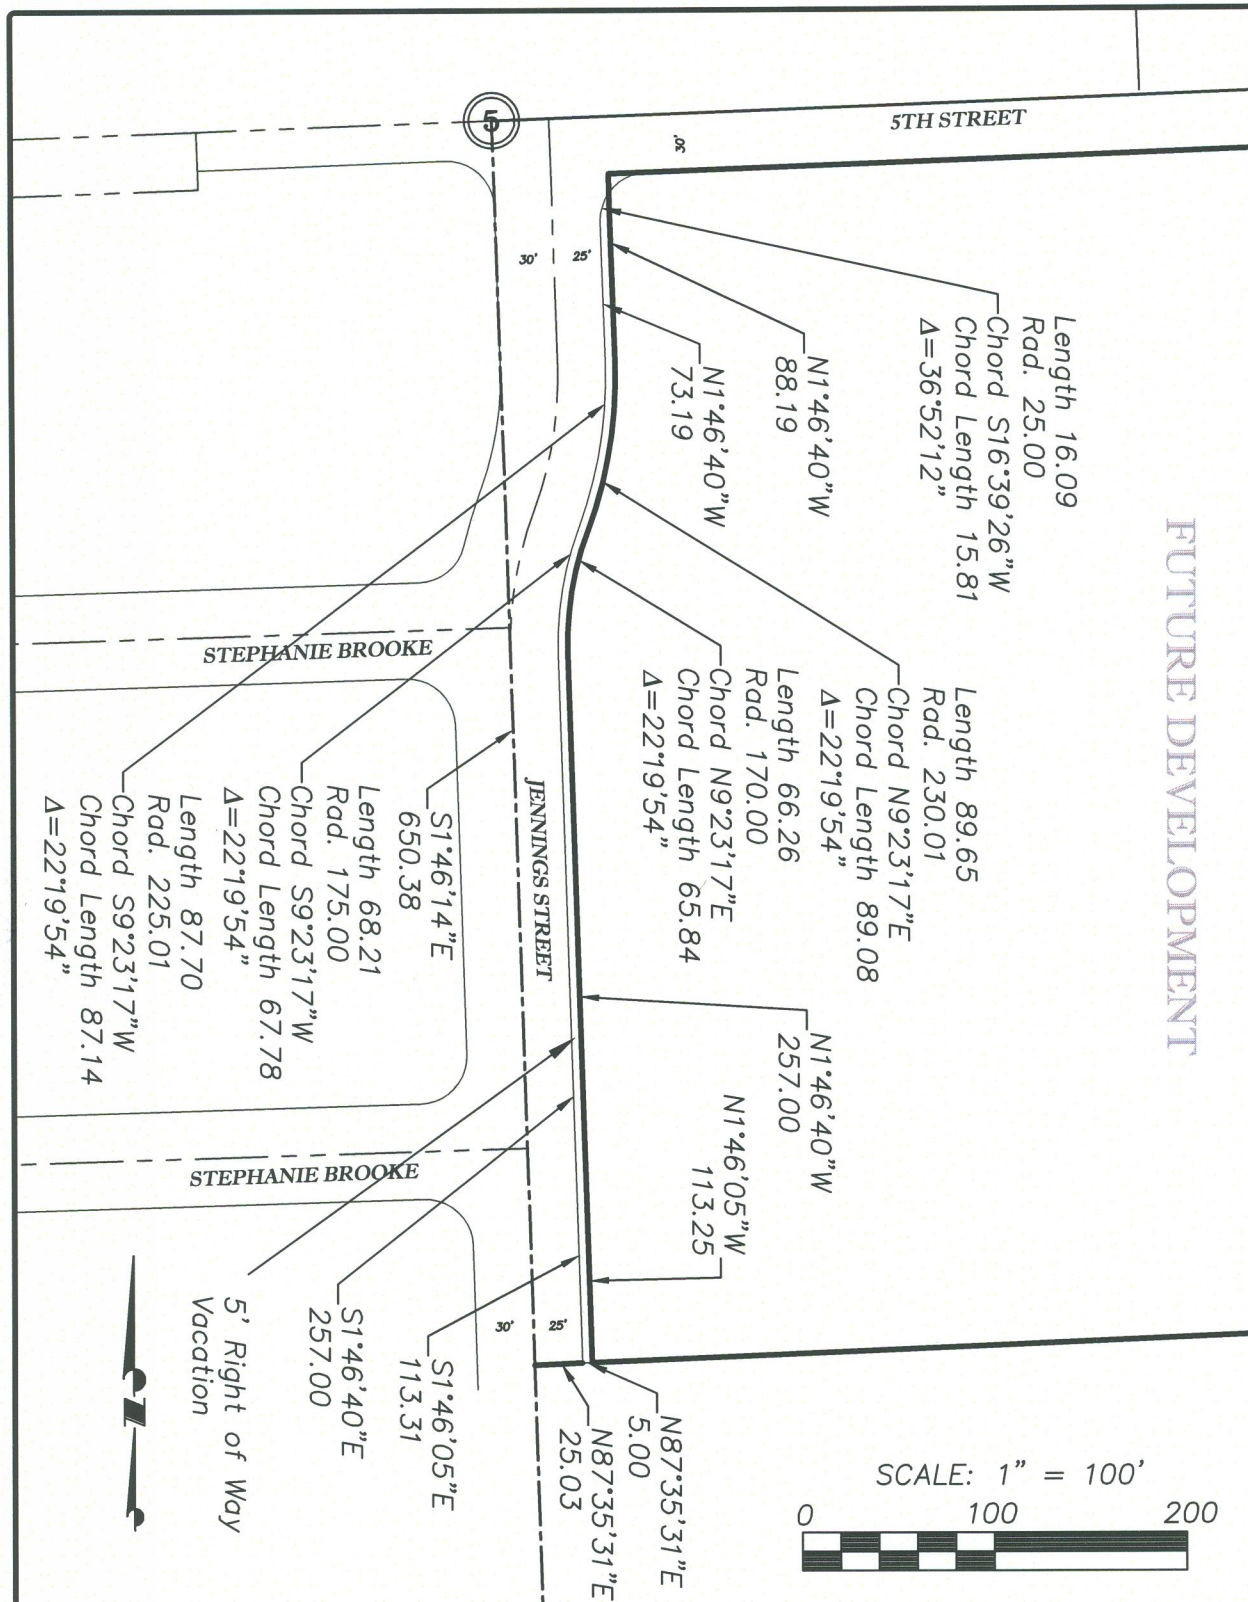 5TH STREET
5
30'
30'
25'
Length 16.09
Rad. 25.00
Chord S16°39'26"W
Chord Length 15.81
Δ=36°52'12"
N1°46'40"W
88.19
N1°46'40"W
73.19
FUTURE DEVELOPMENT
Length 89.65
Rad. 230.01
Chord N9°23'17"E
Chord Length 89.08
Δ=22°19'54"
Length 66.26
Rad. 170.00
Chord N9°23'17"E
Chord Length 65.84
Δ=22°19'54"
STEPHANIE BROOKE
JENNINGS STREET
S1°46'14"E
650.38
Length 68.21
Rad. 175.00
Chord S9°23'17"W
Chord Length 67.78
Δ=22°19'54"
Length 87.70
Rad. 225.01
Chord S9°23'17"W
Chord Length 87.14
Δ=22°19'54"
N1°46'40"W
257.00
N1°46'05"W
113.25
STEPHANIE BROOKE
5' Right of Way
Vacation
S1°46'40"E
257.00
S1°46'05"E
113.31
30'
25'
N87°35'31"E
5.00
N87°35'31"E
25.03
SCALE: 1" = 100'
0 100 200